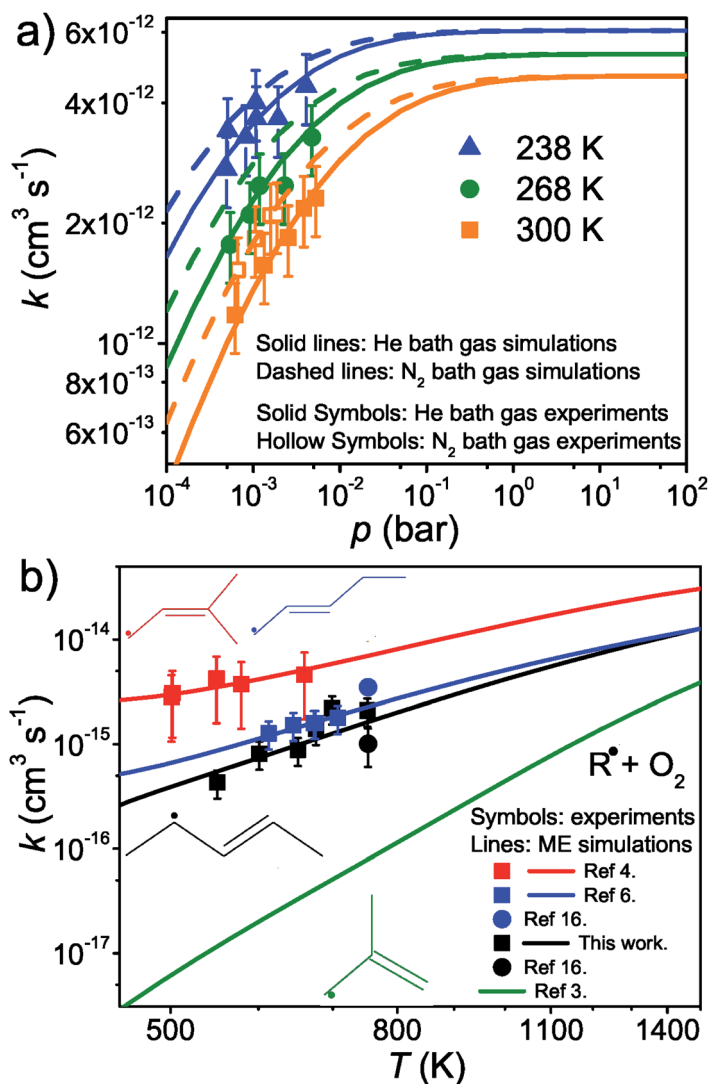 a)
6x10⁻¹²
4x10⁻¹²
2x10⁻¹²
10⁻¹²
8x10⁻¹³
6x10⁻¹³
k (cm³ s⁻¹)
238 K
268 K
300 K
Solid lines: He bath gas simulations
Dashed lines: N₂ bath gas simulations
Solid Symbols: He bath gas experiments
Hollow Symbols: N₂ bath gas experiments
10⁻⁴ 10⁻³ 10⁻² 10⁻¹ 10⁰ 10¹ 10²
p (bar)
b)
10⁻¹⁴
10⁻¹⁵
10⁻¹⁶
10⁻¹⁷
k (cm³ s⁻¹)
R•+ O₂
Symbols: experiments
Lines: ME simulations
Ref 4.
Ref 6.
Ref 16.
This work.
Ref 16.
Ref 3.
500 800 1100 1400
T (K)